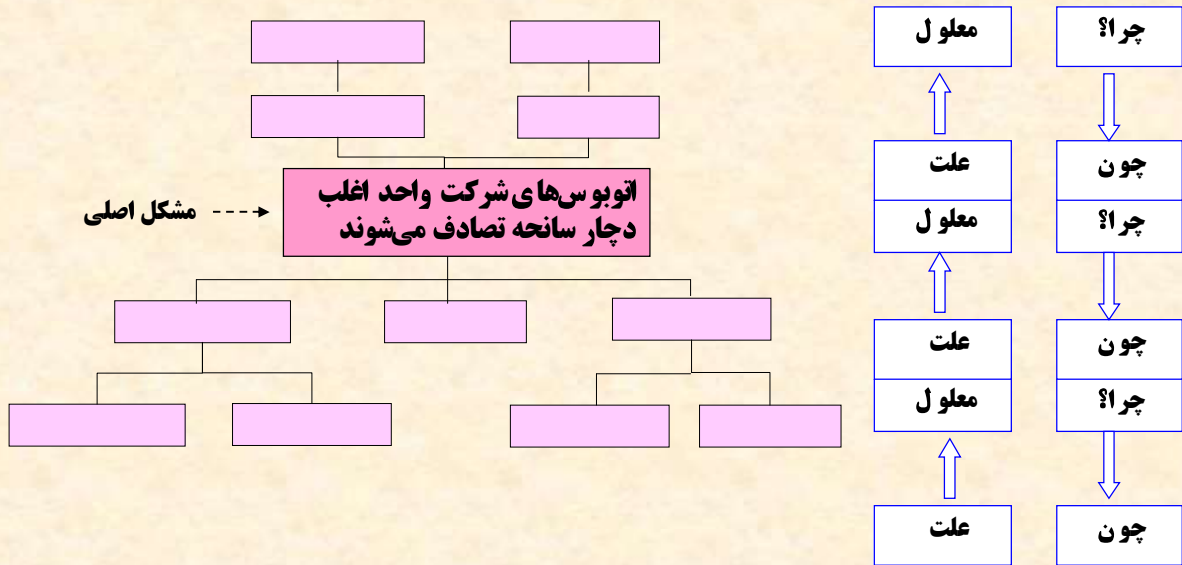 چرا؟
معلول
چون
علت
اتوبوس‌های شرکت واحد اغلب
دچار سانحه تصادف می‌شوند
مشکل اصلی
چرا؟
معلول
چون
علت
چرا؟
معلول
چون
علت